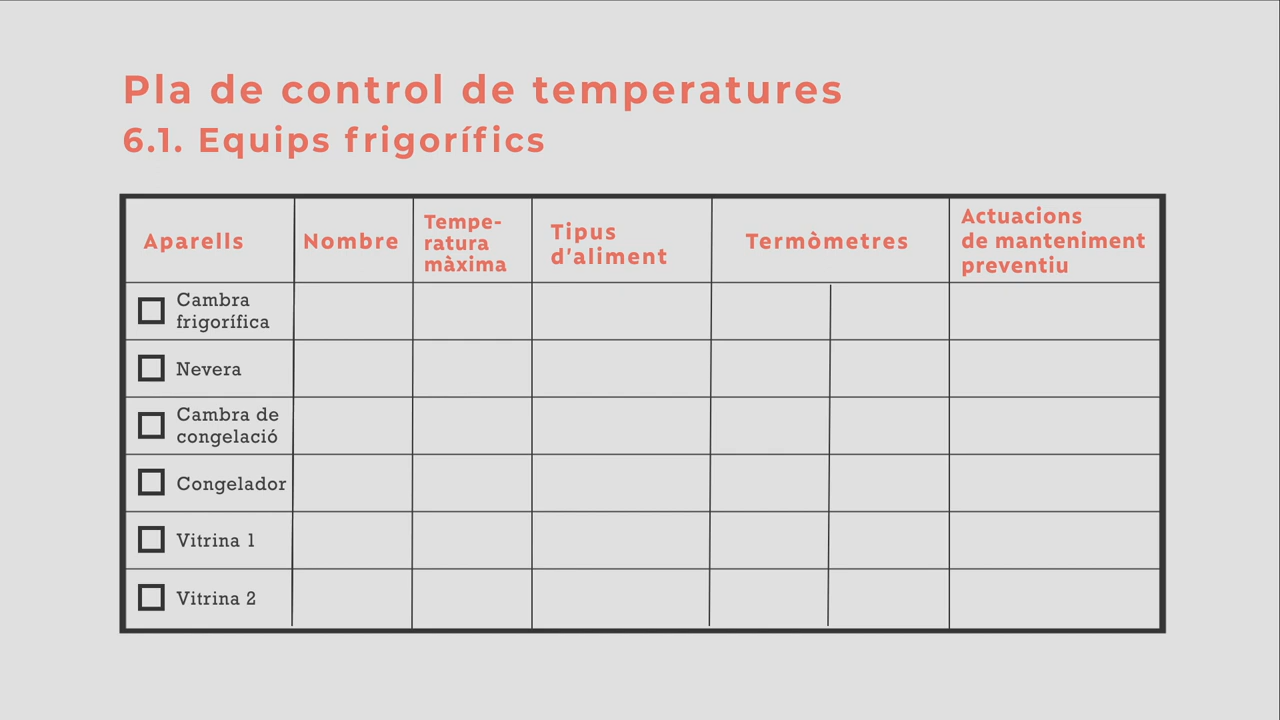 Pla de control de temperatures
6.1. Equips frigorífics
Aparells
Nombre
Tempe-
ratura
màxima
Tipus
d'aliment
Termòmetres
Actuacions
de manteniment
preventiu
Cambra
frigorífica
Nevera
Cambra de
congelació
Congelador
Vitrina 1
Vitrina 2